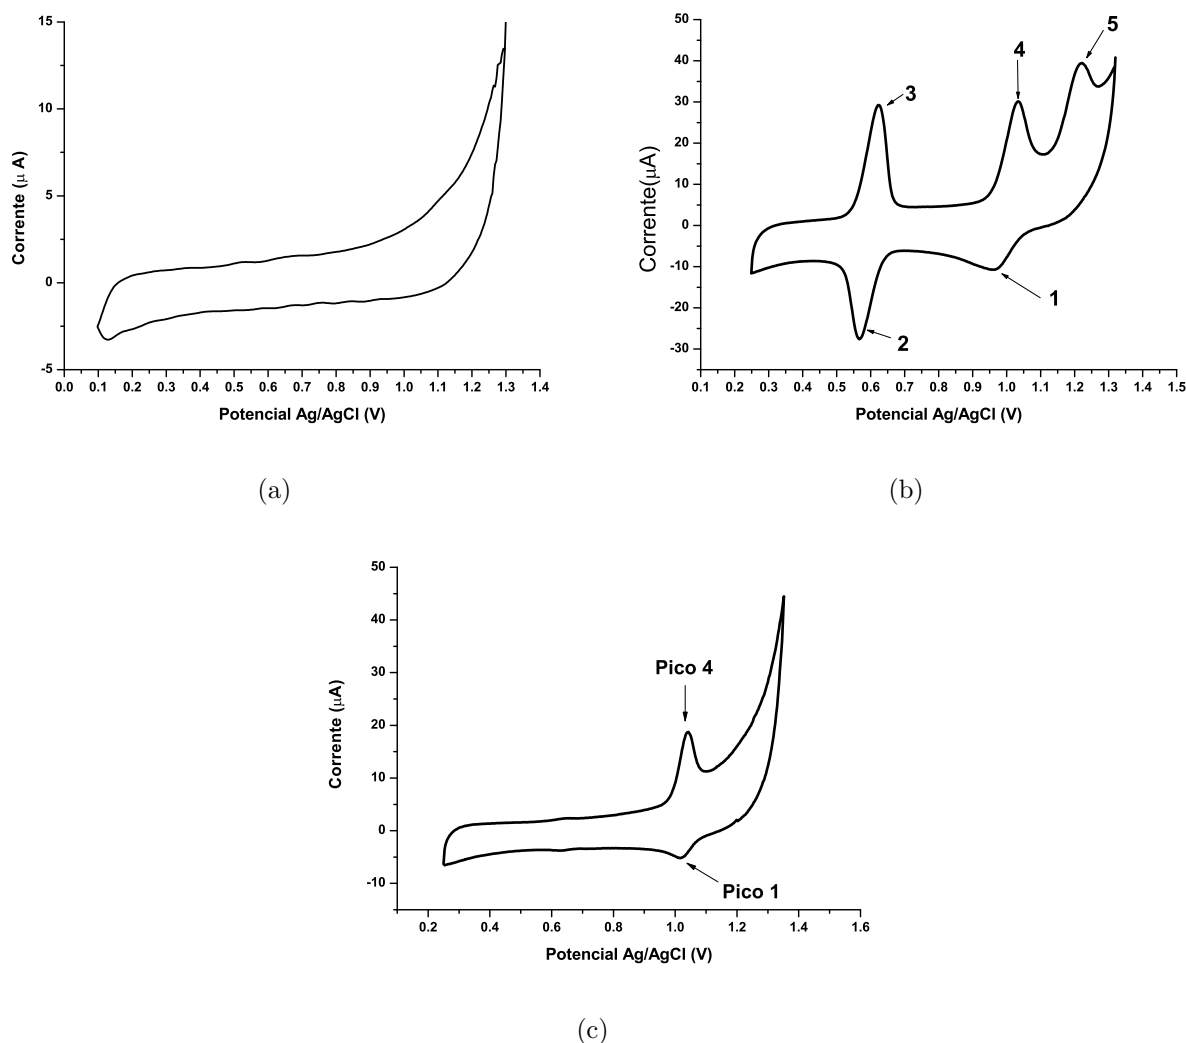 15
10
5
0
-5
0.0 0.1 0.2 0.3 0.4 0.5 0.6 0.7 0.8 0.9 1.0 1.1 1.2 1.3 1.4
Corrente (μ A)
Potencial Ag/AgCl (V)
(a)
50
40
30
20
10
0
-10
-20
-30
0.1 0.2 0.3 0.4 0.5 0.6 0.7 0.8 0.9 1.0 1.1 1.2 1.3 1.4 1.5
Corrente(μA)
Potencial Ag/AgCl (V)
5
4
3
1
2
(b)
50
40
30
20
10
0
-10
0.2 0.4 0.6 0.8 1.0 1.2 1.4 1.6
Corrente (μA)
Potencial Ag/AgCl (V)
Pico 4
Pico 1
(c)